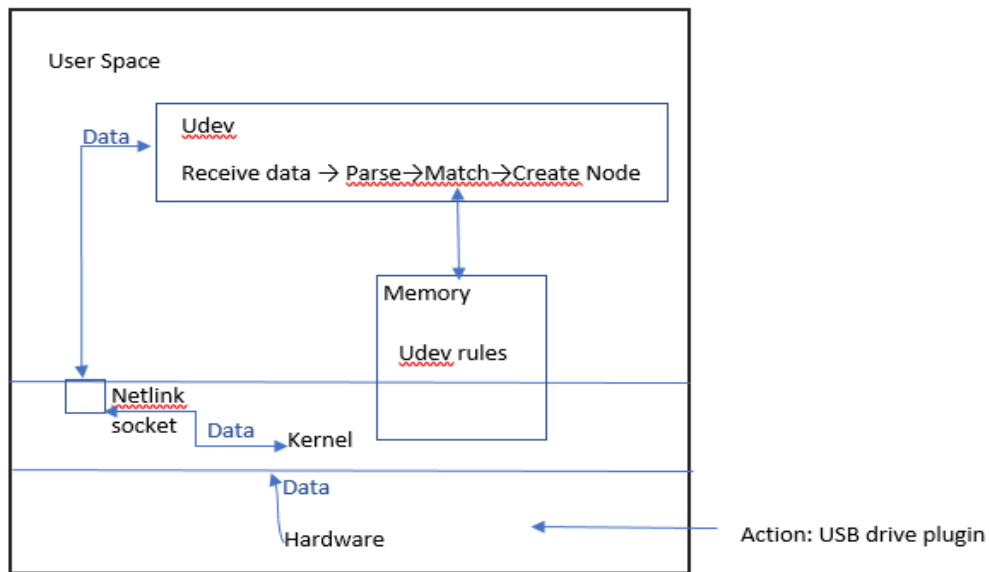 User Space
Data
Udev
Receive data → Parse→Match→Create Node
Memory
Udev rules
Netlink
socket
Data
Kernel
Data
Hardware
Action: USB drive plugin